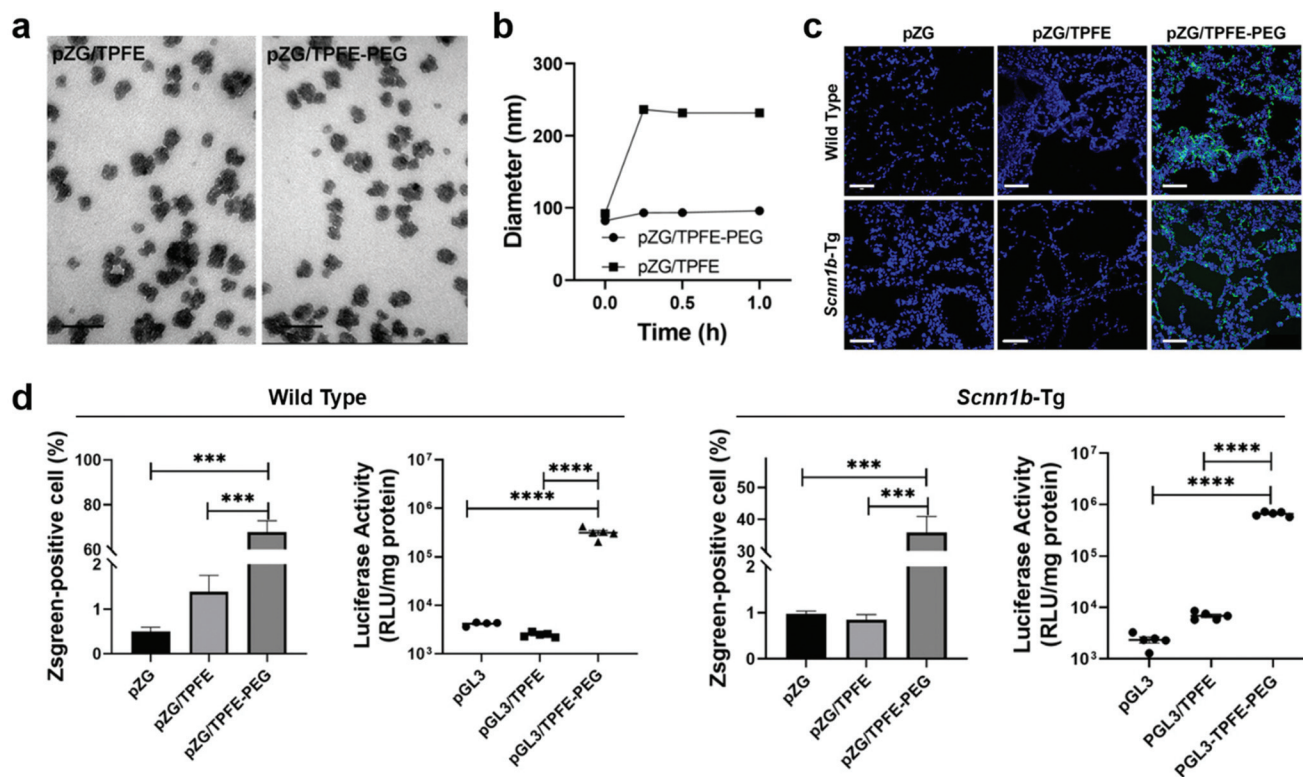 a
pZG/TPFE
pZG/TPFE-PEG
b
Diameter (nm)
300
200
100
0
pZG/TPFE-PEG
pZG/TPFE
0.0
0.5
1.0
Time (h)
c
pZG
pZG/TPFE
pZG/TPFE-PEG
Wild Type
Scnn1b-Tg
d
Wild Type
Zsgreen-positive cell (%)
100
80
60
2
1
0
***
***
pZG
pZG/TPFE
pZG/TPFE-PEG
Luciferase Activity
(RLU/mg protein)
10⁷
10⁶
10⁵
10⁴
10³
****
****
pGL3
pGL3/TPFE
pGL3/TPFE-PEG
Scnn1b-Tg
Zsgreen-positive cell (%)
50
40
30
2
1
0
***
***
pZG
pZG/TPFE
pZG/TPFE-PEG
Luciferase Activity
(RLU/mg protein)
10⁷
10⁶
10⁵
10⁴
10³
****
****
pGL3
PGL3/TPFE
PGL3-TPFE-PEG